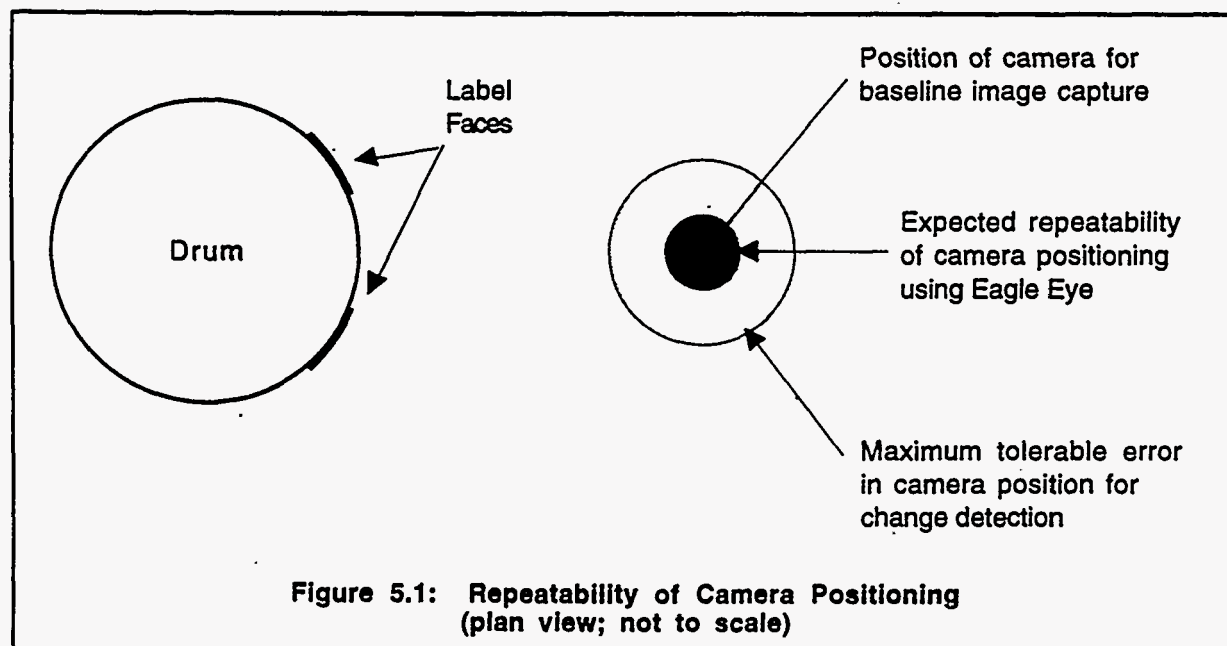 Label
Faces
Drum
Position of camera for
baseline image capture
Expected repeatability
of camera positioning
using Eagle Eye
Maximum tolerable error
in camera position for
change detection
Figure 5.1: Repeatability of Camera Positioning
(plan view; not to scale)